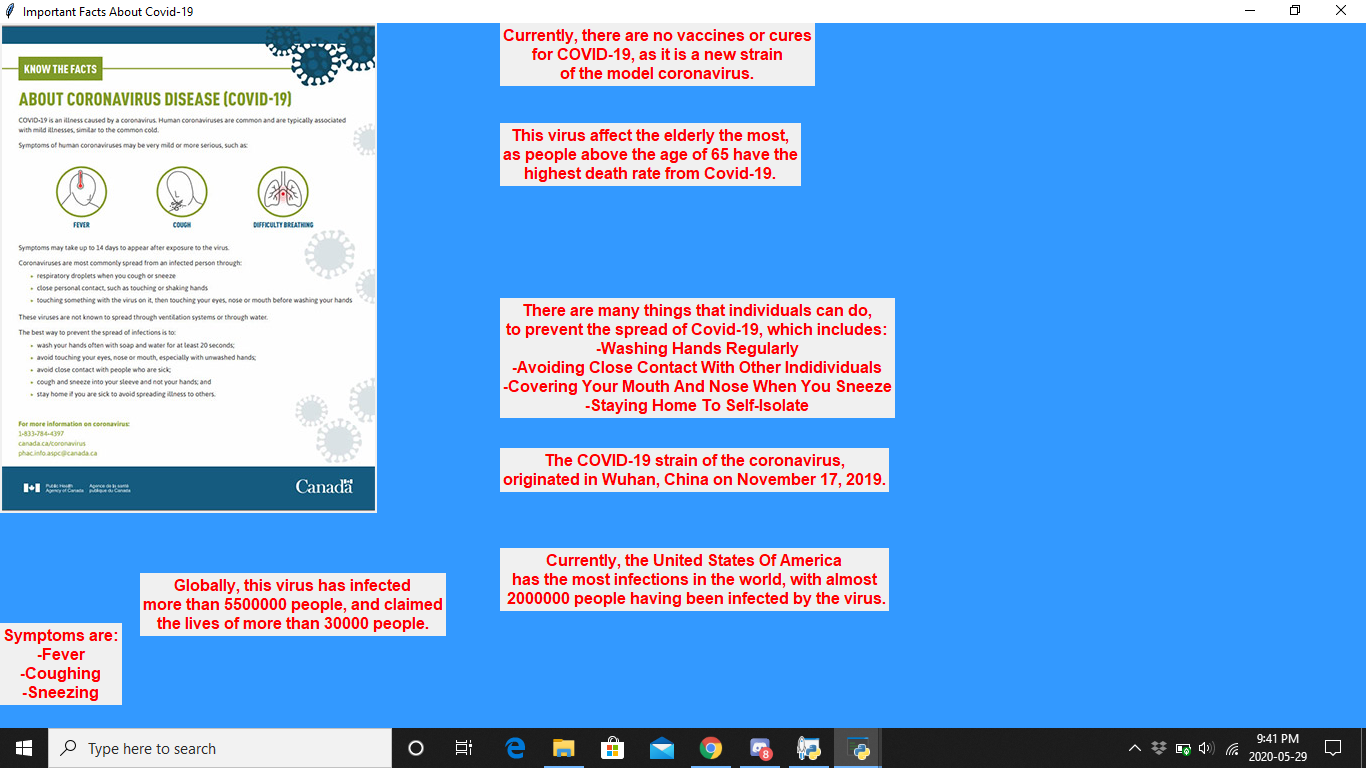 Important Facts About Covid-19
KNOW THE FACTS
ABOUT CORONAVIRUS DISEASE (COVID-19)
COVID-19 is an illness caused by a coronavirus. Human coronaviruses are common and are typically associated
with mild illnesses, similar to the common cold.
Symptoms of human coronaviruses may be very mild or more serious, such as:
FEVER
COUGH
DIFFICULTY BREATHING
Symptoms may take up to 14 days to appear after exposure to the virus.
Coronaviruses are most commonly spread from an infected person through:
• respiratory droplets when you cough or sneeze
• close personal contact, such as touching or shaking hands
• touching something with the virus on it, then touching your eyes, nose or mouth before washing your hands
These viruses are not known to spread through ventilation systems or through water.
The best way to prevent the spread of infections is to:
• wash your hands often with soap and water for at least 20 seconds;
• avoid touching your eyes, nose or mouth, especially with unwashed hands;
• avoid close contact with people who are sick;
• cough and sneeze into your sleeve and not your hands; and
• stay home if you are sick to avoid spreading illness to others.
For more information on coronavirus:
1-833-784-4397
canada.ca/coronavirus
phac.info.aspc@canada.ca
Public Health Agence de la santé
Agency of Canada publique du Canada
Canada
Currently, there are no vaccines or cures
for COVID-19, as it is a new strain
of the model coronavirus.
This virus affect the elderly the most,
as people above the age of 65 have the
highest death rate from Covid-19.
There are many things that individuals can do,
to prevent the spread of Covid-19, which includes:
-Washing Hands Regularly
-Avoiding Close Contact With Other Indidividuals
-Covering Your Mouth And Nose When You Sneeze
-Staying Home To Self-Isolate
The COVID-19 strain of the coronavirus,
originated in Wuhan, China on November 17, 2019.
Currently, the United States Of America
has the most infections in the world, with almost
2000000 people having been infected by the virus.
Globally, this virus has infected
more than 5500000 people, and claimed
the lives of more than 30000 people.
Symptoms are:
-Fever
-Coughing
-Sneezing
Type here to search
8
9:41 PM
2020-05-29